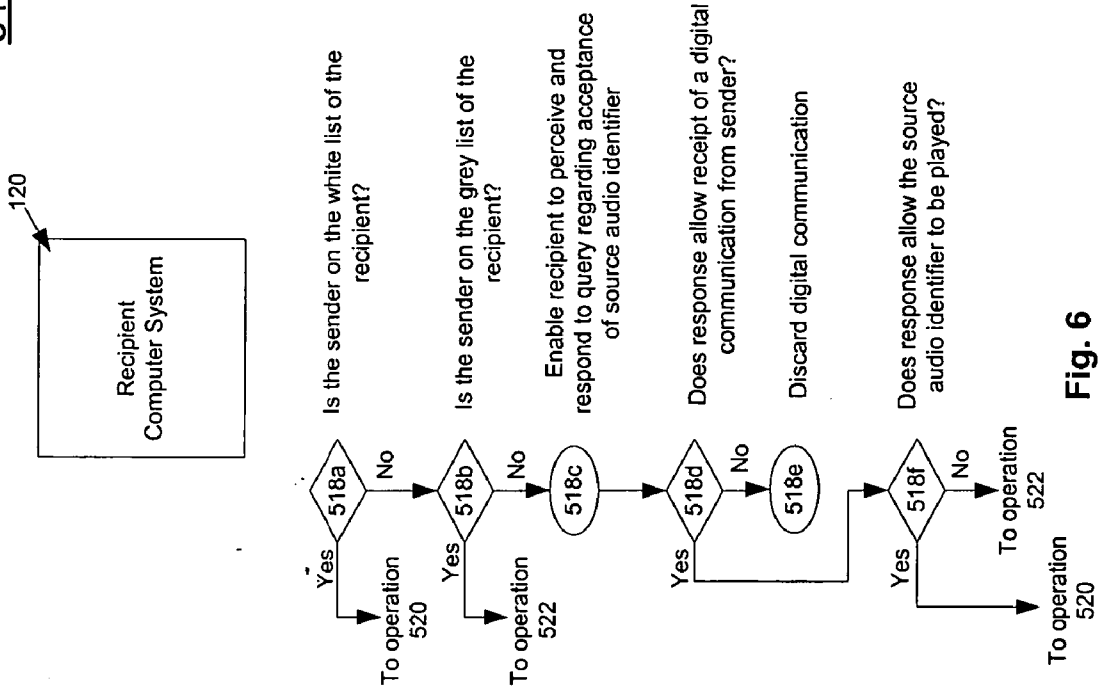 120
Recipient
Computer System
518a
Is the sender on the white list of the
recipient?
Yes
No
To operation
520
518b
Is the sender on the grey list of the
recipient?
Yes
No
To operation
522
518c
Enable recipient to perceive and
respond to query regarding acceptance
of source audio identifier
518d
Does response allow receipt of a digital
communication from sender?
Yes
No
518e
Discard digital communication
518f
Does response allow the source
audio identifier to be played?
Yes
No
To operation
522
To operation
520
Fig. 6